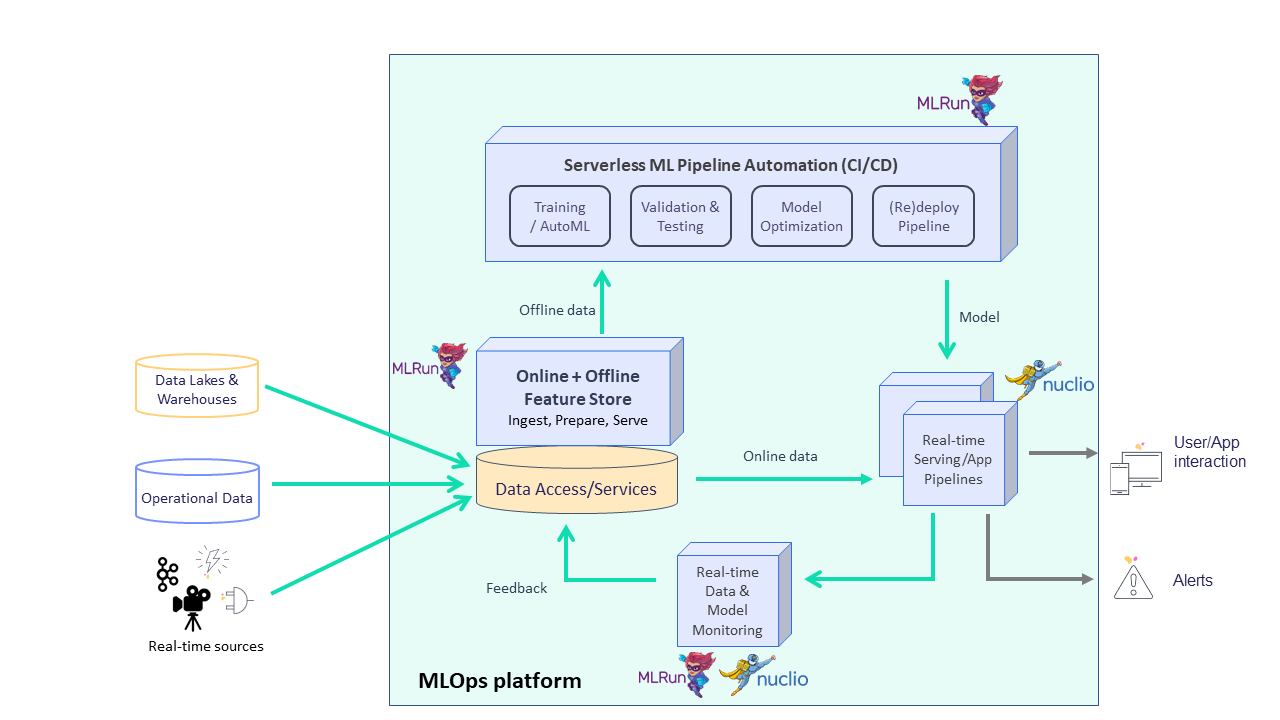 MLRun
Serverless ML Pipeline Automation (CI/CD)
Training
/ AutoML
Validation &
Testing
Model
Optimization
(Re)deploy
Pipeline
Offline data
Model
MLRun
Online + Offline
Feature Store
Ingest, Prepare, Serve
nuclio
Data Lakes &
Warehouses
Data Access/Services
Online data
Real-time
Serving/App
Pipelines
User/App
interaction
Operational Data
Feedback
Real-time
Data &
Model
Monitoring
Alerts
Real-time sources
MLRun
nuclio
MLOps platform